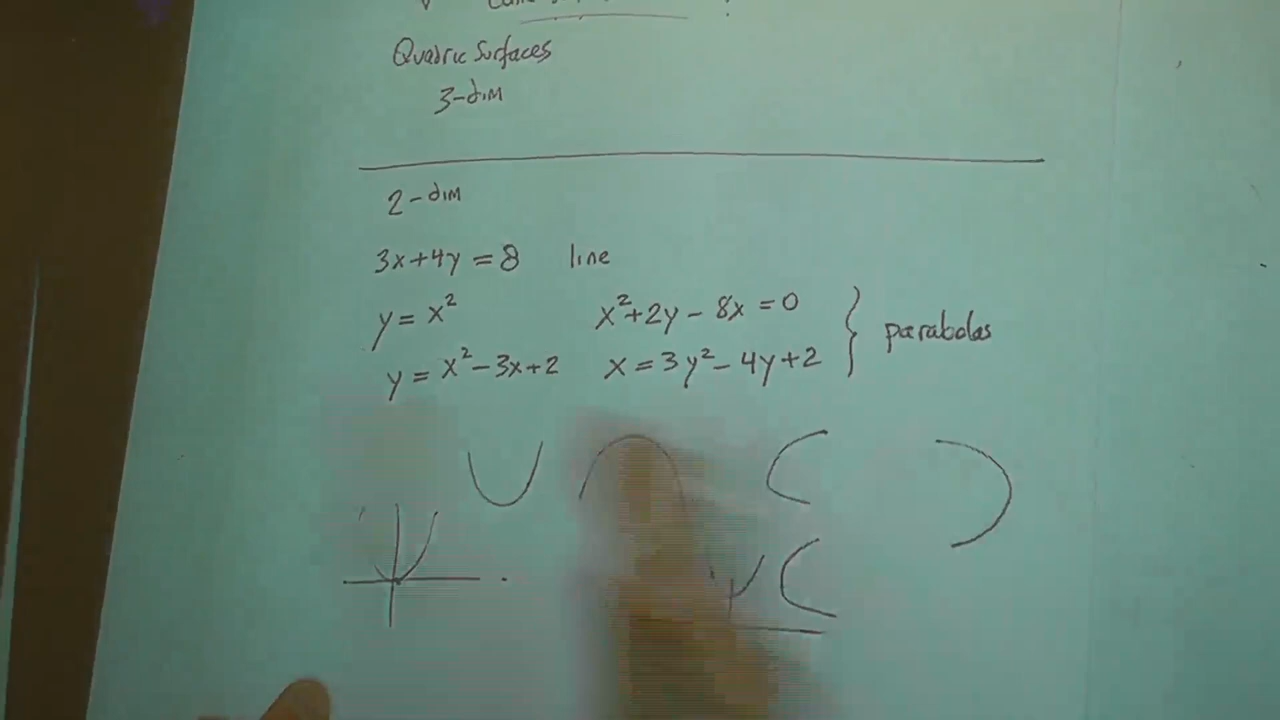 Quadric Surfaces
3-dim
2-dim
3x+4y = 8 line
y = x² x²+2y - 8x = 0
y = x² - 3x+2 x = 3y² - 4y+2 } parabolas